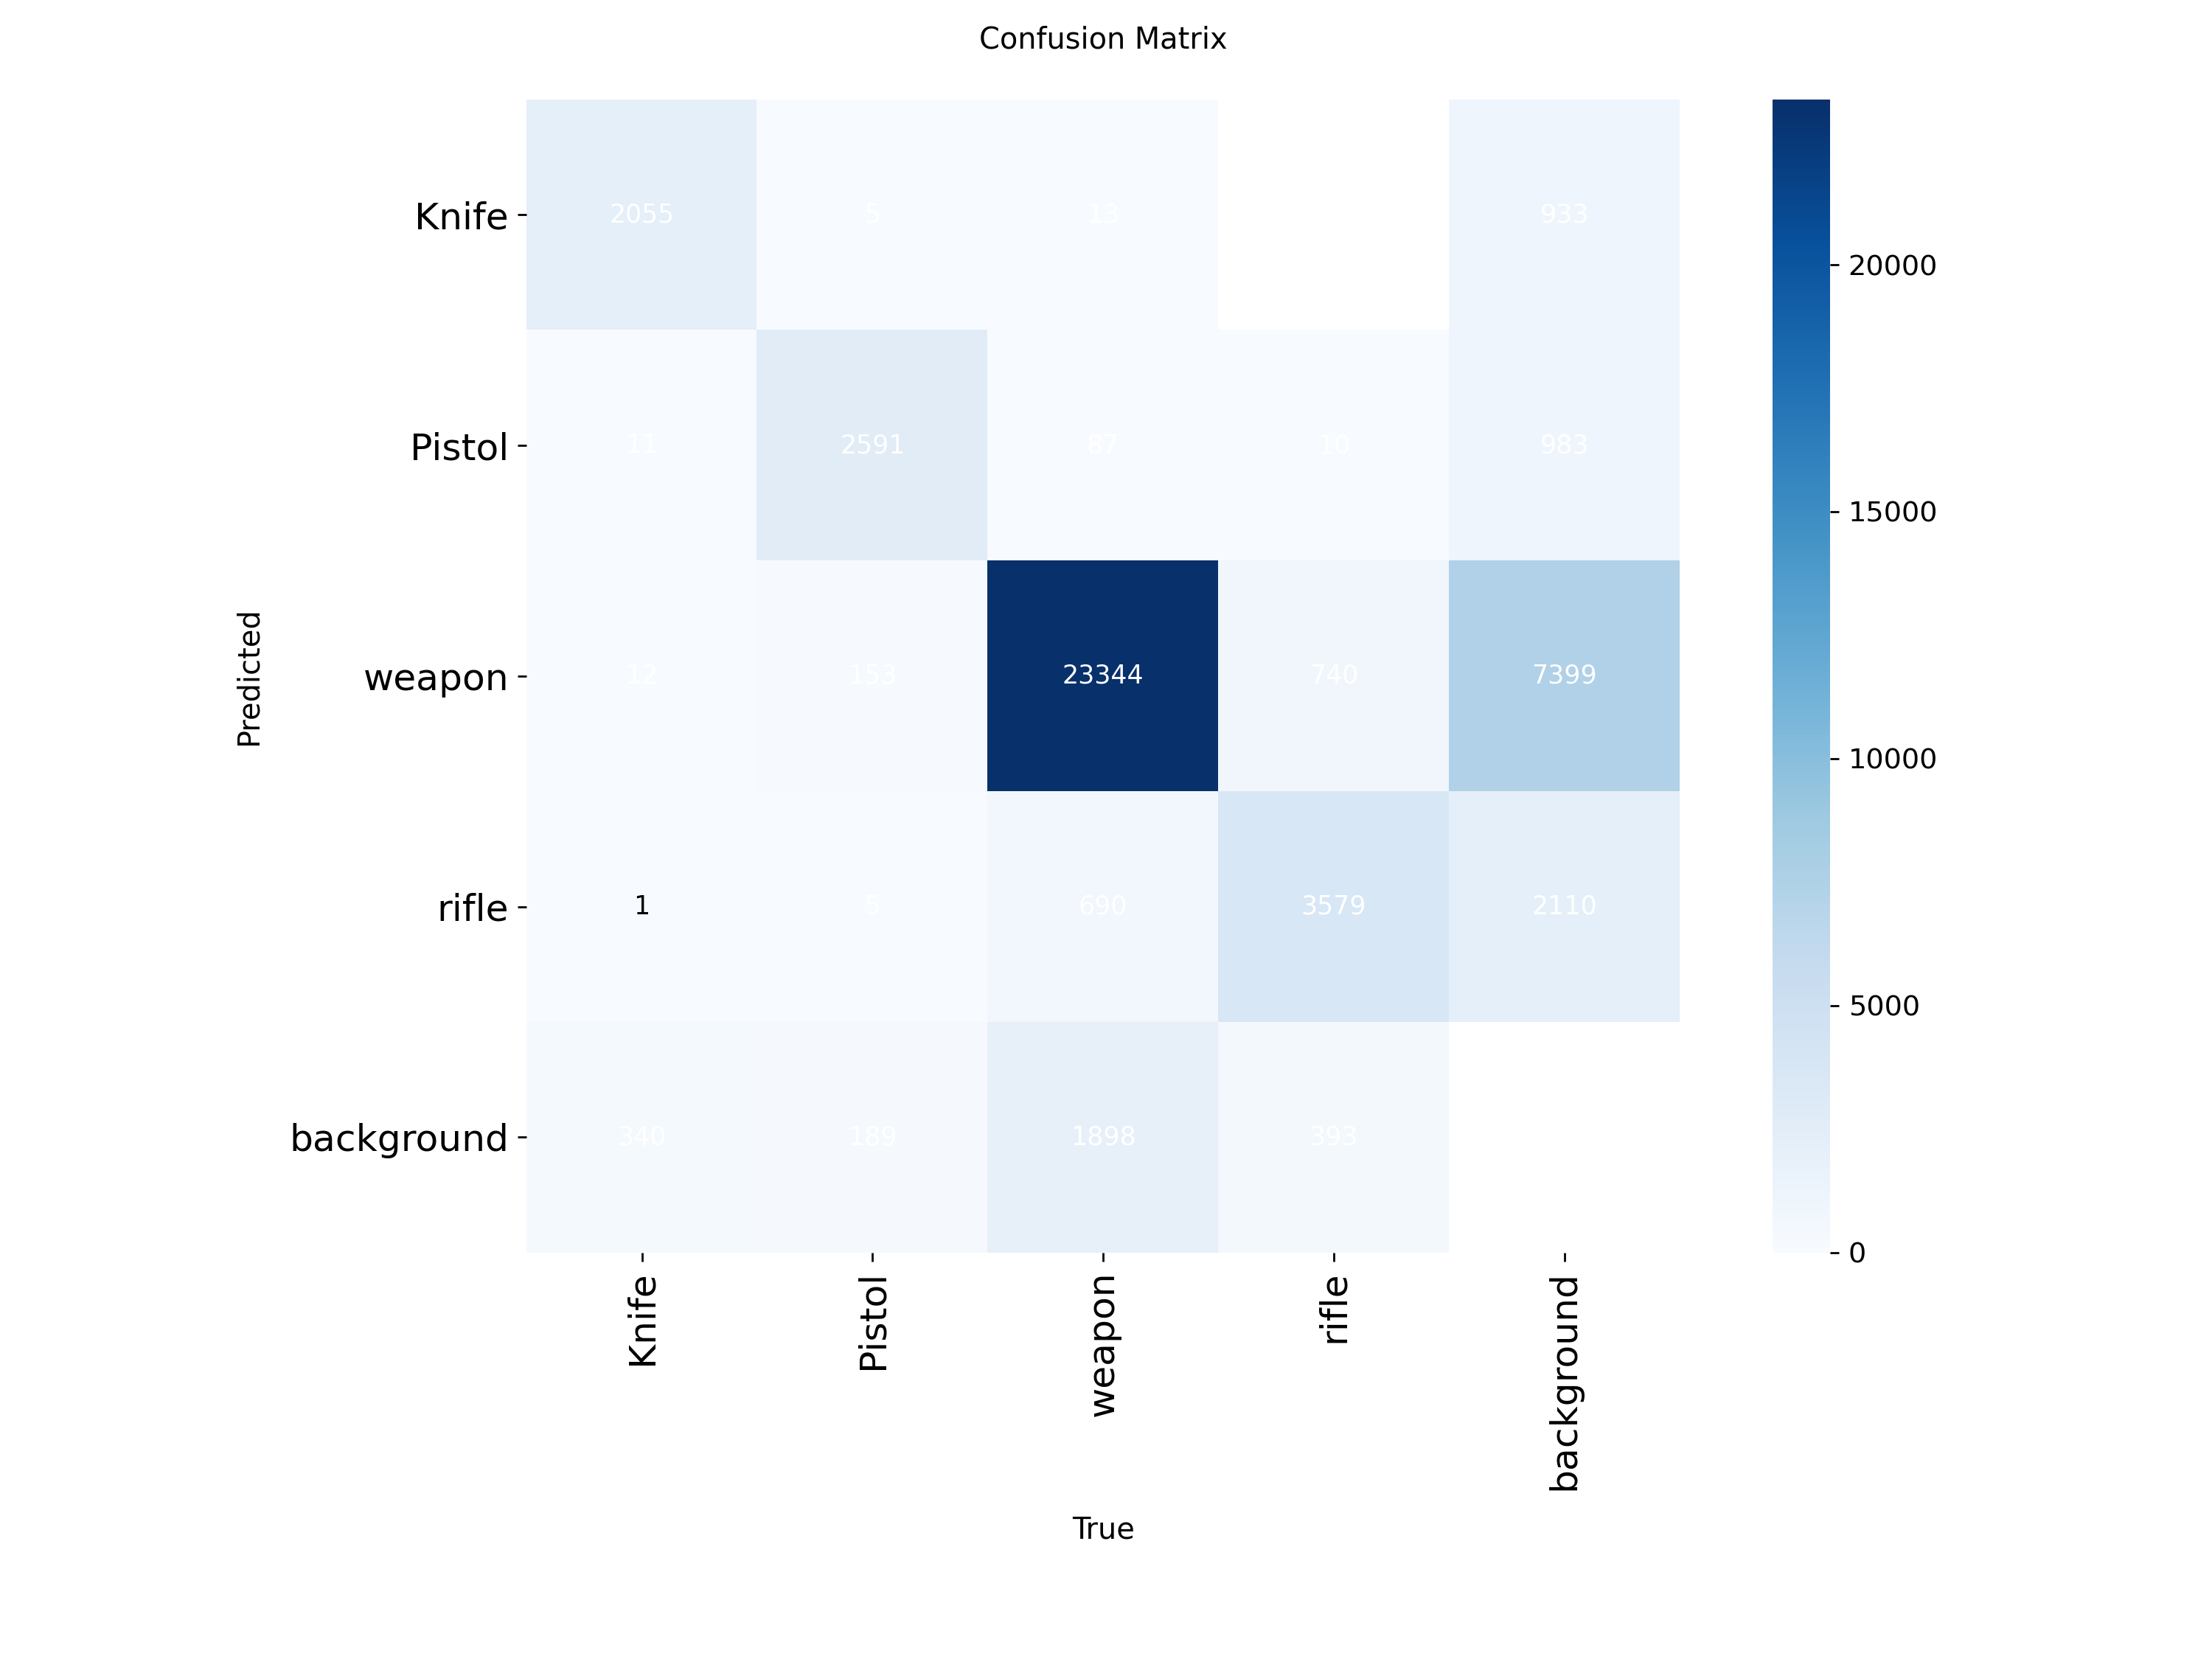 Confusion Matrix
Knife
2055 5 13 933
Pistol
11 2591 87 10 983
weapon
12 153 23344 740 7399
rifle
1 5 690 3579 2110
background
340 189 1898 393
Predicted
Knife
Pistol
weapon
rifle
background
True
20000
15000
10000
5000
0